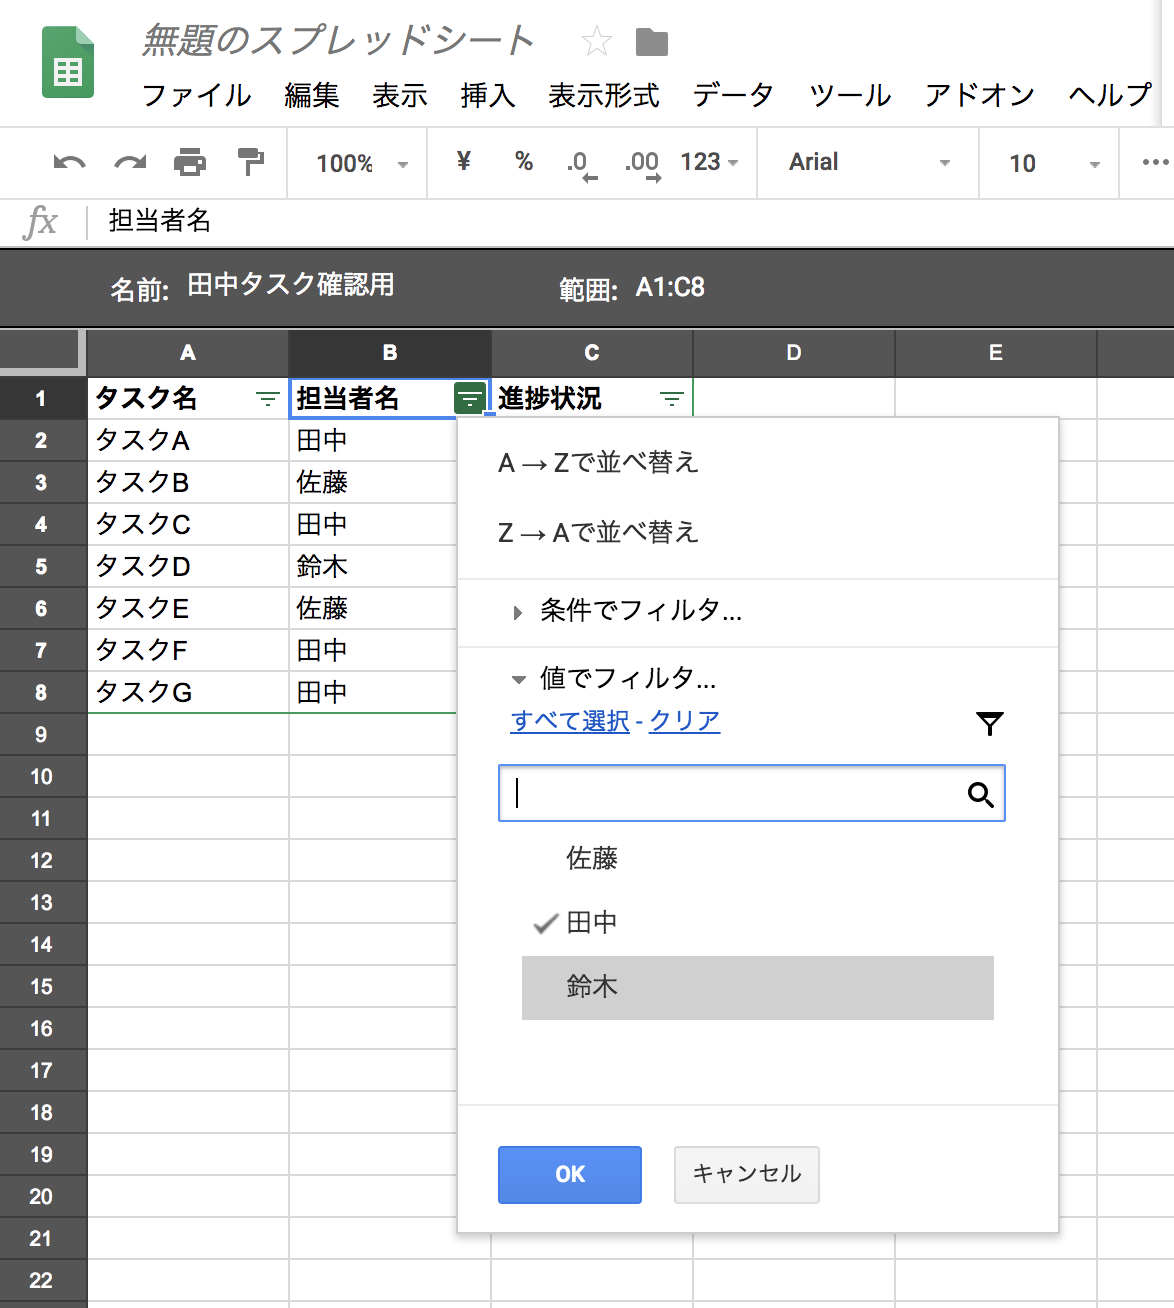 無題のスプレッドシート
ファイル 編集 表示 挿入 表示形式 データ ツール アドオン ヘルプ
100% ¥ % .0 .00 123 Arial 10
fx 担当者名
名前: 田中タスク確認用 範囲: A1:C8
A B C D E
1 タスク名 担当者名 進捗状況
2 タスクA 田中
3 タスクB 佐藤
4 タスクC 田中
5 タスクD 鈴木
6 タスクE 佐藤
7 タスクF 田中
8 タスクG 田中
9
10
11
12
13
14
15
16
17
18
19
20
21
22
A→Zで並べ替え
Z→Aで並べ替え
条件でフィルタ...
値でフィルタ...
すべて選択 - クリア
佐藤
田中
鈴木
OK キャンセル